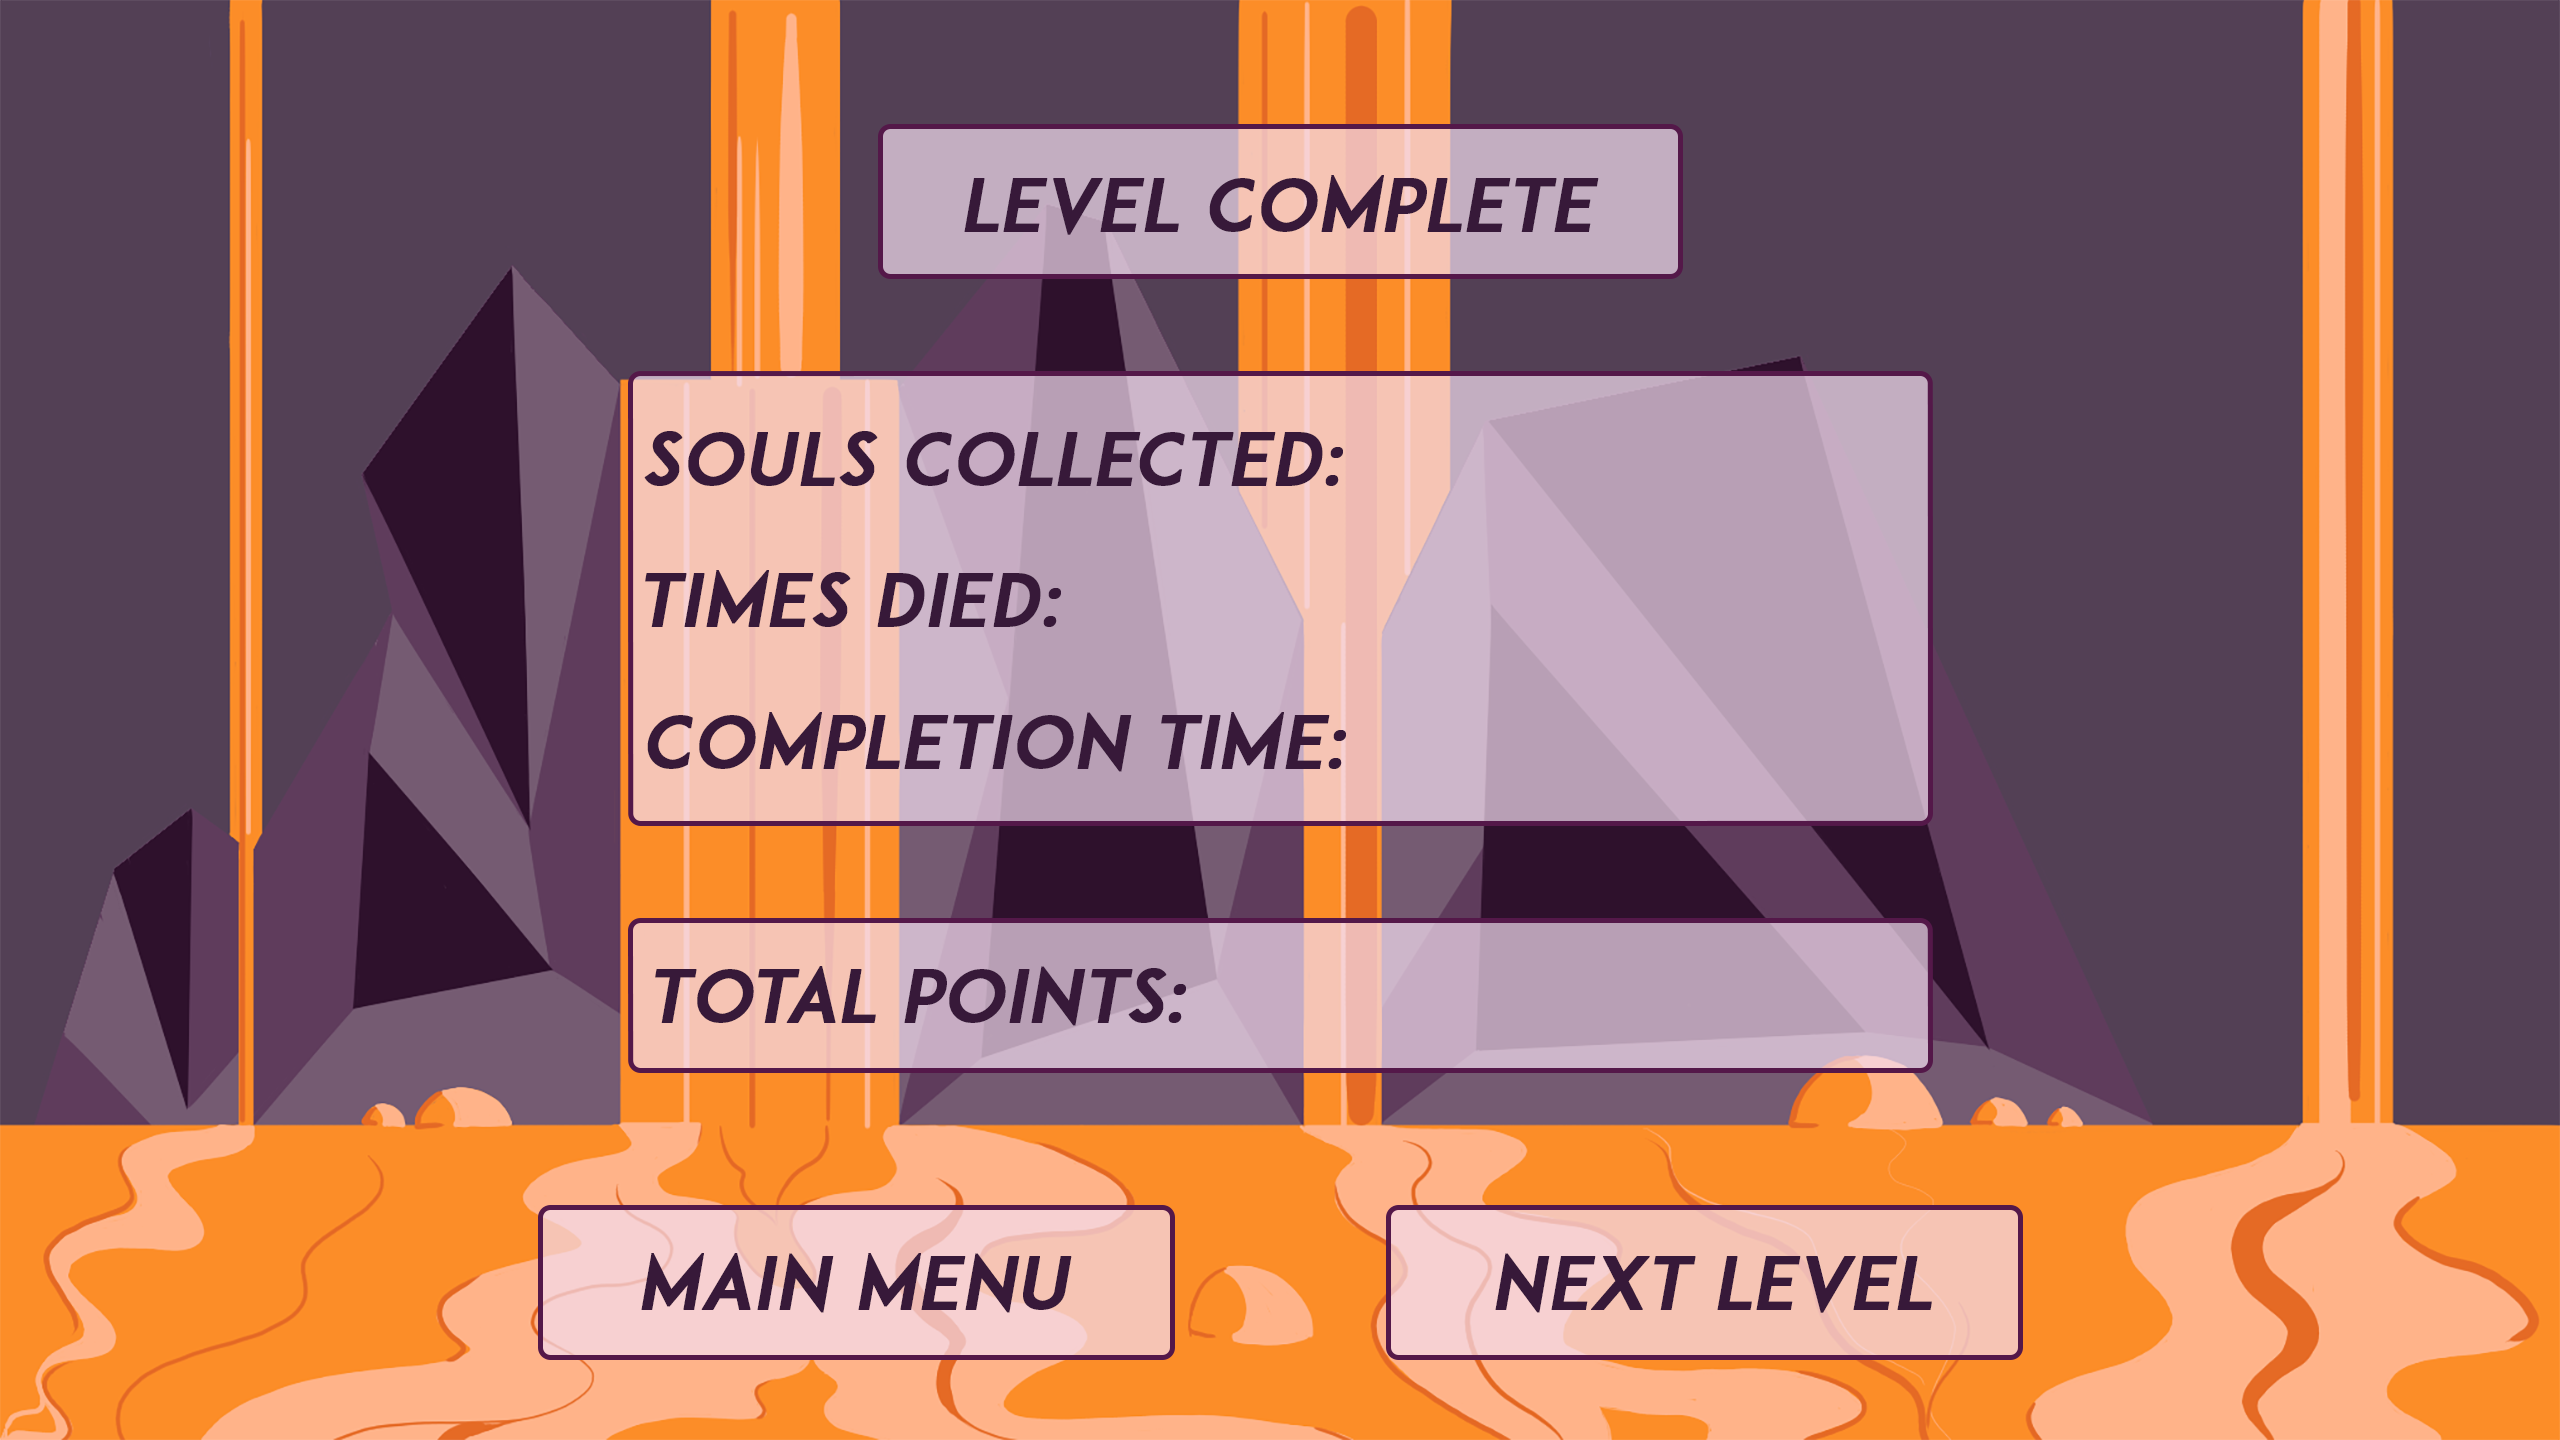 LEVEL COMPLETE
SOULS COLLECTED:
TIMES DIED:
COMPLETION TIME:
TOTAL POINTS:
MAIN MENU
NEXT LEVEL